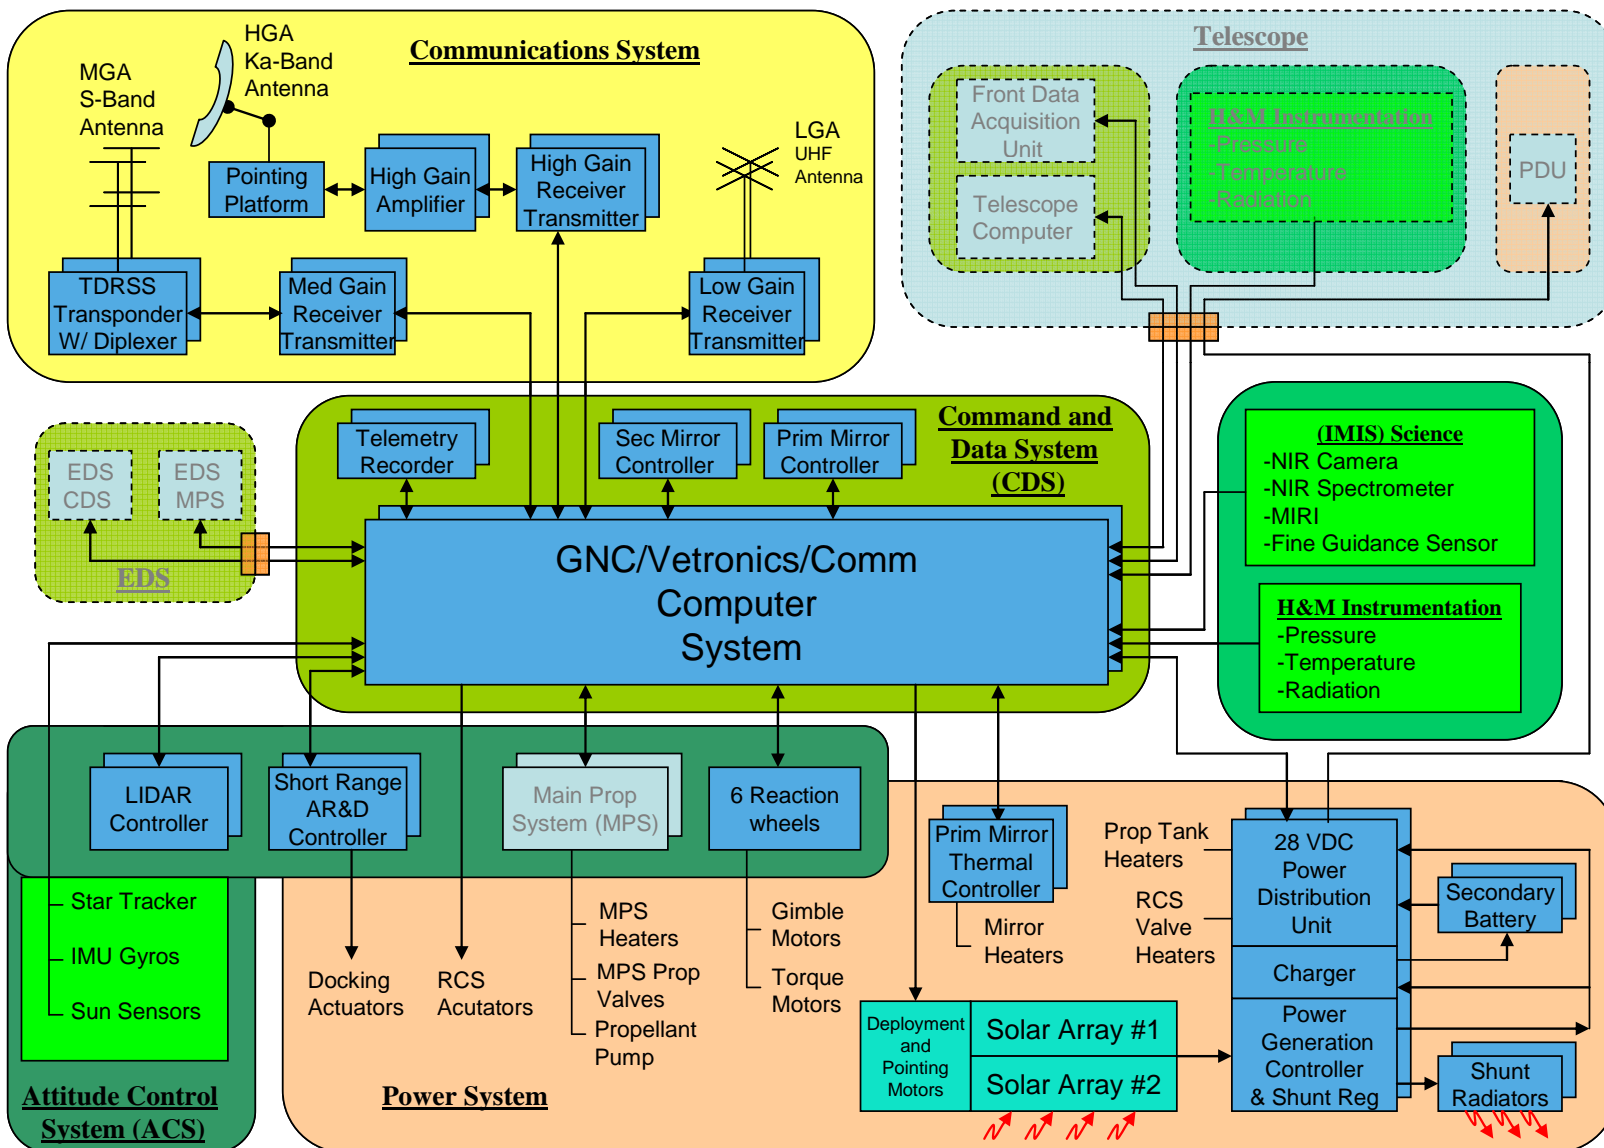 Communications System
HGA
Ka-Band
Antenna
MGA
S-Band
Antenna
LGA
UHF
Antenna
Pointing
Platform
High Gain
Amplifier
High Gain
Receiver
Transmitter
TDRSS
Transponder
W/ Diplexer
Med Gain
Receiver
Transmitter
Low Gain
Receiver
Transmitter
Telescope
Front Data
Acquisition
Unit
Telescope
Computer
H&M Instrumentation
-Pressure
-Temperature
-Radiation
PDU
EDS
CDS
EDS
MPS
EDS
Command and
Data System
(CDS)
Telemetry
Recorder
Sec Mirror
Controller
Prim Mirror
Controller
GNC/Vetronics/Comm
Computer
System
(IMIS) Science
-NIR Camera
-NIR Spectrometer
-MIRI
-Fine Guidance Sensor
H&M Instrumentation
-Pressure
-Temperature
-Radiation
LIDAR
Controller
Short Range
AR&D
Controller
Main Prop
System (MPS)
6 Reaction
wheels
Star Tracker
IMU Gyros
Sun Sensors
Attitude Control
System (ACS)
Docking
Actuators
RCS
Acutators
MPS
Heaters
MPS Prop
Valves
Propellant
Pump
Gimble
Motors
Torque
Motors
Power System
Prim Mirror
Thermal
Controller
Mirror
Heaters
Prop Tank
Heaters
RCS
Valve
Heaters
28 VDC
Power
Distribution
Unit
Charger
Power
Generation
Controller
& Shunt Reg
Secondary
Battery
Shunt
Radiators
Deployment
and
Pointing
Motors
Solar Array #1
Solar Array #2